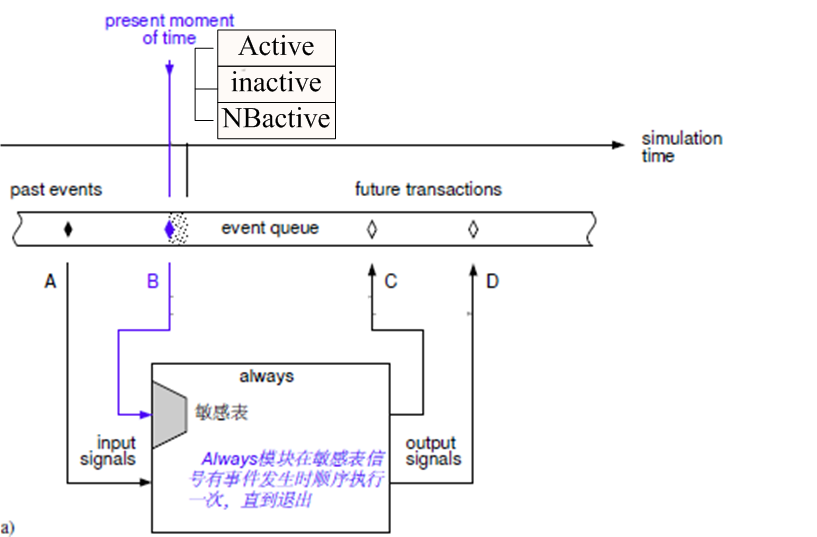 present moment
of time
Active
inactive
NBactive
simulation
time
past events
future transactions
event queue
A
B
C
D
always
敏感表
input
signals
output
signals
Always模块在敏感表信
号有事件发生时顺序执行
一次，直到退出
a)